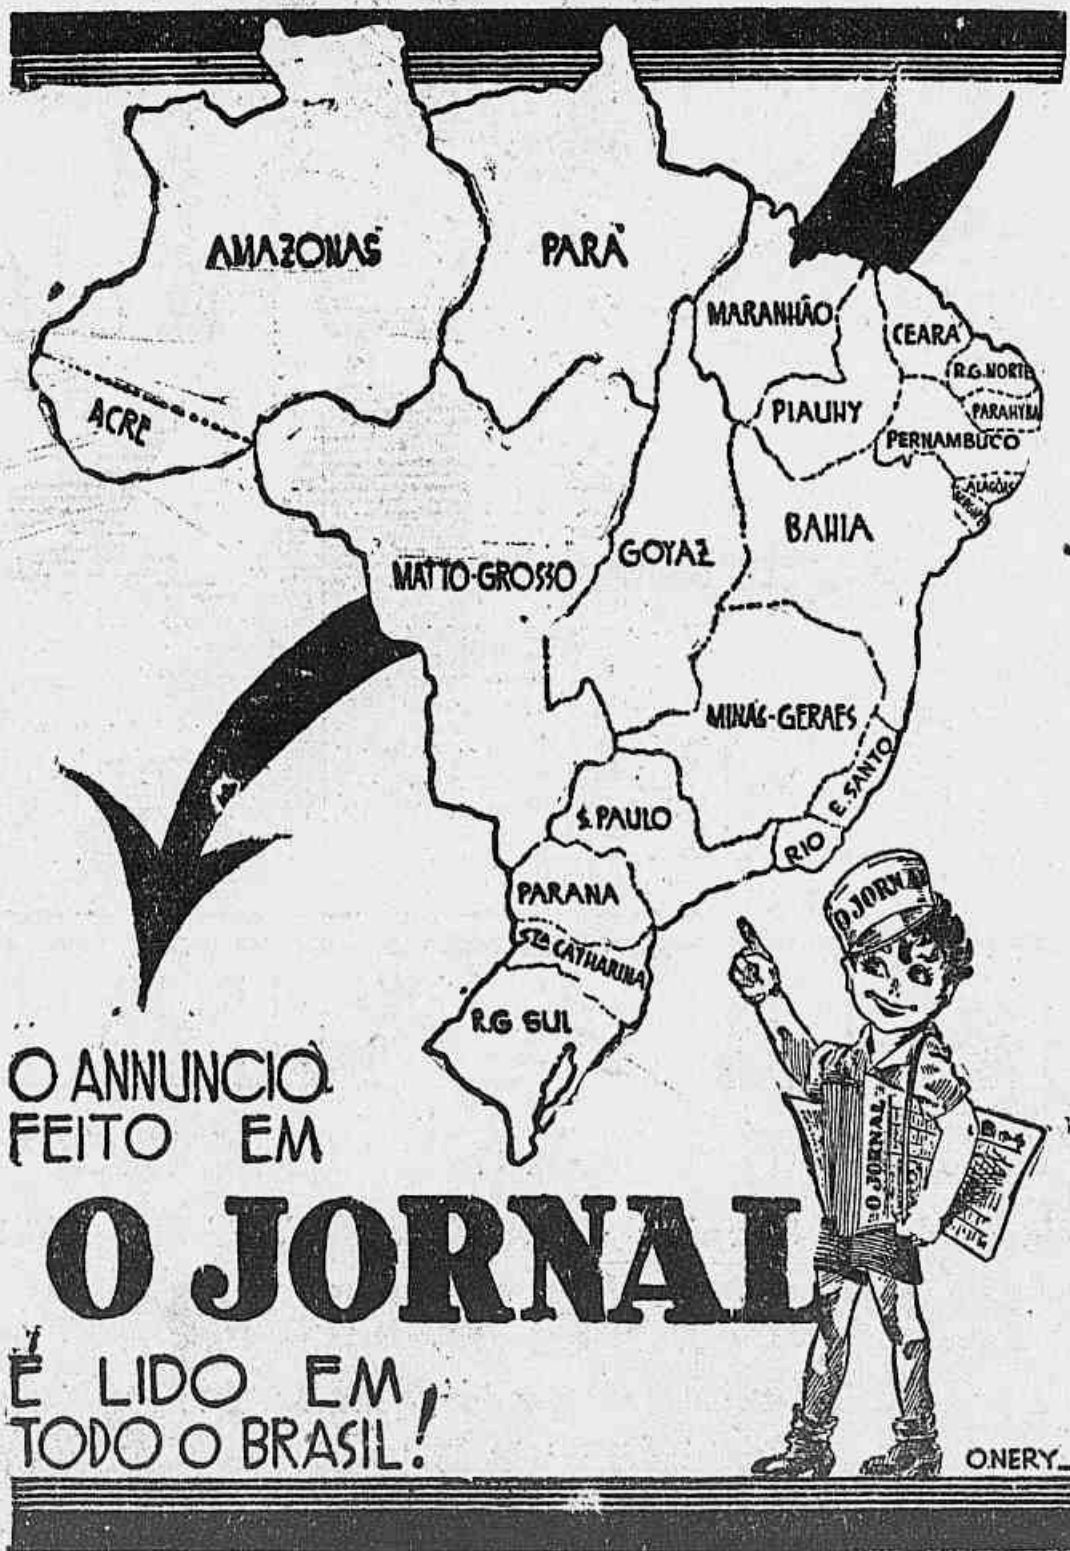 AMAZONAS
PARÁ
MARANHÃO
CEARÁ
R.G. NORTE
PARAHYBA
PIAUHY
PERNAMBUCO
ALAGOAS
ACRE
BAHIA
GOYAZ
MATTO-GROSSO
MINAS-GERAES
E. SANTO
RIO
S. PAULO
PARANA
STA CATHARINA
R.G SUL
O JORNAL
O JORNAL
O ANNUNCIO
FEITO EM
O JORNAL
É LIDO EM
TODO O BRASIL!
O.NERY